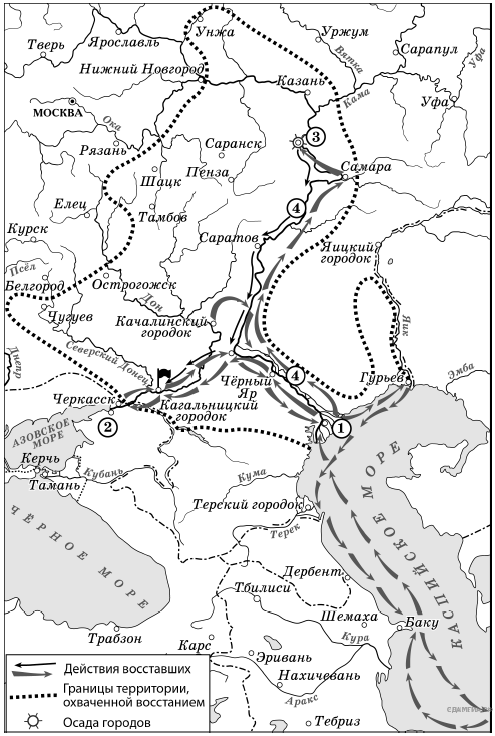 Унжа
Тверь
Ярославль
Уржум
Вятка
Сарапул
Уфа
Нижний Новгород
Казань
Кама
Уфа
МОСКВА
Ока
3
Рязань
Саранск
Самара
Шацк
Пенза
4
Елец
Тамбов
Курск
Саратов
Яицкий
городок
Псёл
Белгород
Острогожск
Дон
Чугуев
Качалинский
городок
Яик
Северский Донец
Днепр
4
Чёрный
Яр
Гурьев
Эмба
Черкасск
Кагальницкий
городок
2
1
АЗОВСКОЕ
МОРЕ
Керчь
Кубань
Кума
Тамань
Терский городок
Терек
ЧЁРНОЕ МОРЕ
КАСПИЙСКОЕ МОРЕ
Дербент
Тбилиси
Шемаха
Баку
Трабзон
Карс
Кура
Эривань
Нахичевань
Аракс
Тебриз
Действия восставших
Границы территории,
охваченной восстанием
Осада городов